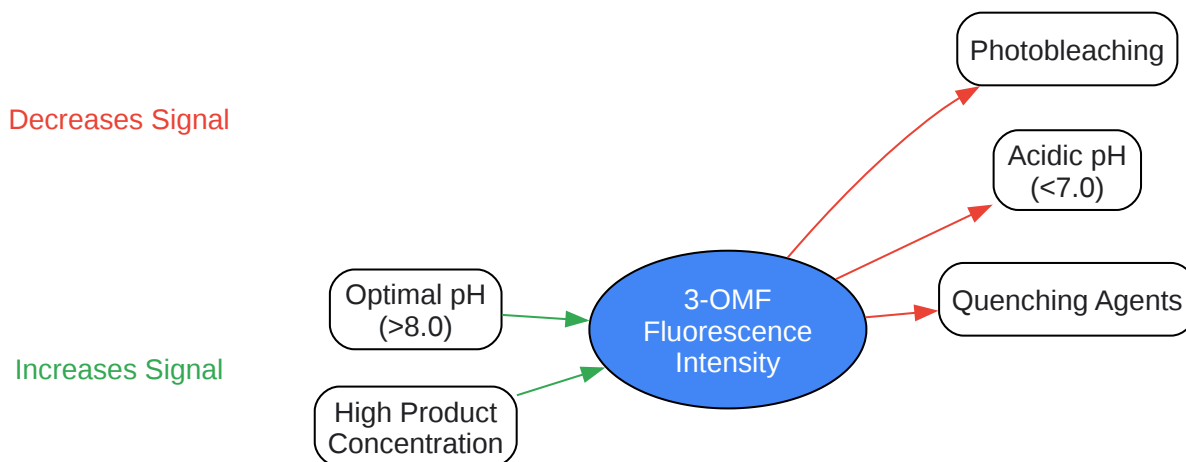 Photobleaching
Decreases Signal
Acidic pH
(<7.0)
Optimal pH
(>8.0)
3-OMF
Fluorescence
Intensity
Quenching Agents
Increases Signal
High Product
Concentration